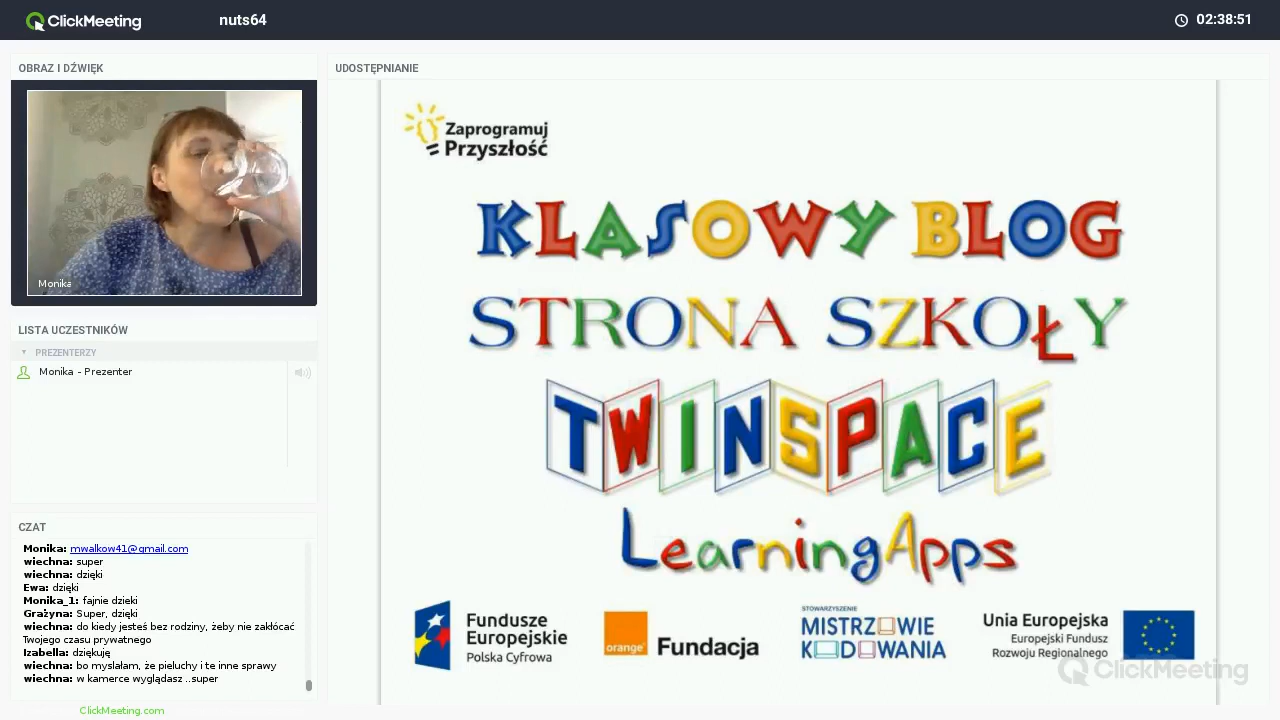 ClickMeeting
nuts64
02:38:51
OBRAZ I DŹWIĘK
Monika
LISTA UCZESTNIKÓW
PREZENTERZY
Monika - Prezenter
CZAT
Monika: mwalkow41@gmail.com
wiechna: super
wiechna: dzięki
Ewa: dzięki
Monika_1: fajnie dzieki
Grażyna: Super, dzięki
wiechna: do kiedy jesteś bez rodziny, żeby nie zakłócać
Twojego czasu prywatnego
Izabella: dziękuję
wiechna: bo myslałam, że pieluchy i te inne sprawy
wiechna: w kamerce wyglądasz ..super
ClickMeeting.com
UDOSTĘPNIANIE
Zaprogramuj
Przyszłość
KLASOWY BLOG
STRONA SZKOŁY
TWINSPACE
LearningApps
Fundusze
Europejskie
Polska Cyfrowa
orange
Fundacja
STOWARZYSZENIE
MISTRZOWIE
KODOWANIA
Unia Europejska
Europejski Fundusz
Rozwoju Regionalnego
ClickMeeting